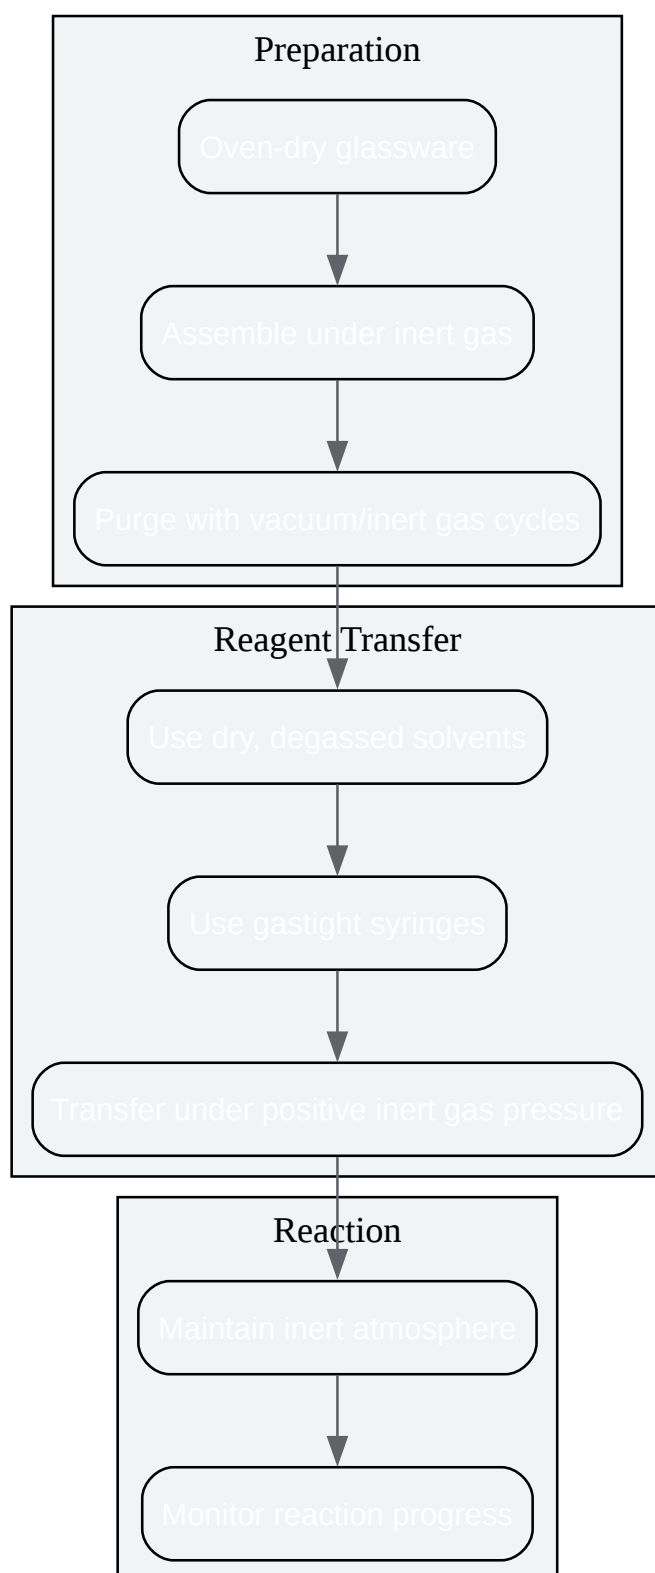 Preparation
Oven-dry glassware
Assemble under inert gas
Purge with vacuum/inert gas cycles
Reagent Transfer
Use dry, degassed solvents
Use gastight syringes
Transfer under positive inert gas pressure
Reaction
Maintain inert atmosphere
Monitor reaction progress